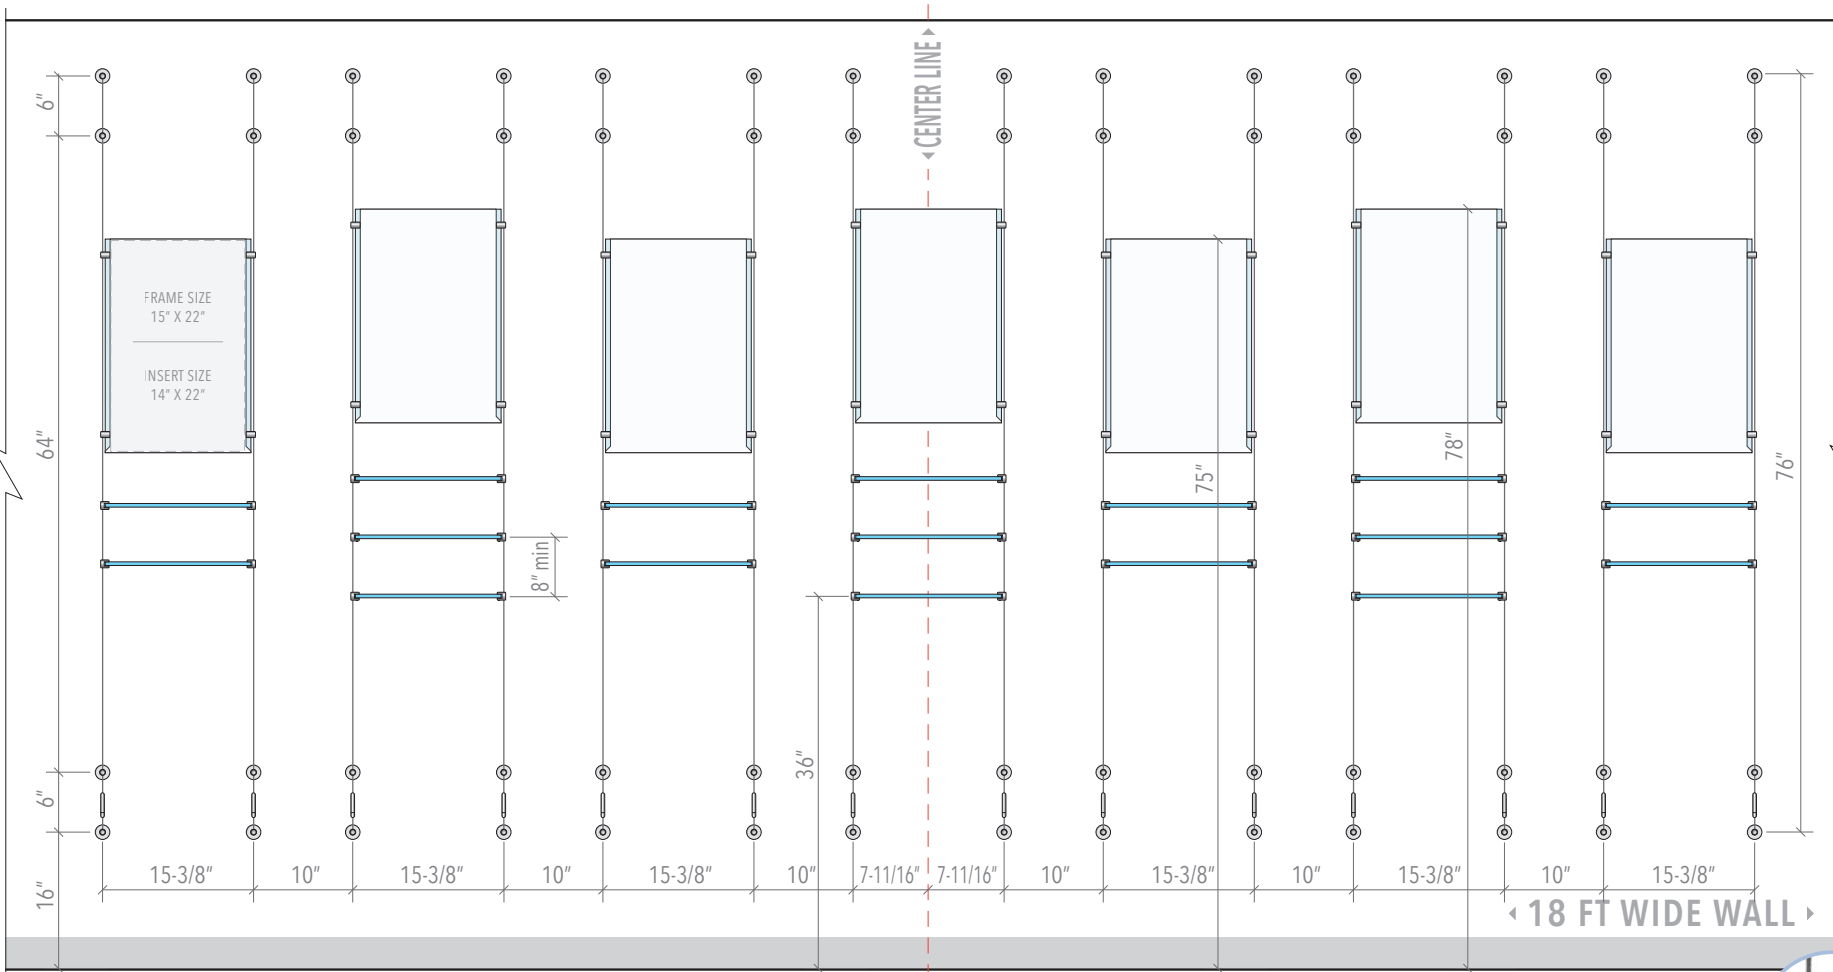 CENTER LINE
6"
FRAME SIZE
15" X 22"
INSERT SIZE
14" X 22"
64"
78"
75"
76"
8" min
36"
6"
15-3/8" 10" 15-3/8" 10" 15-3/8" 10" 7-11/16" 7-11/16" 10" 15-3/8" 10" 15-3/8" 10" 15-3/8"
16"
18 FT WIDE WALL